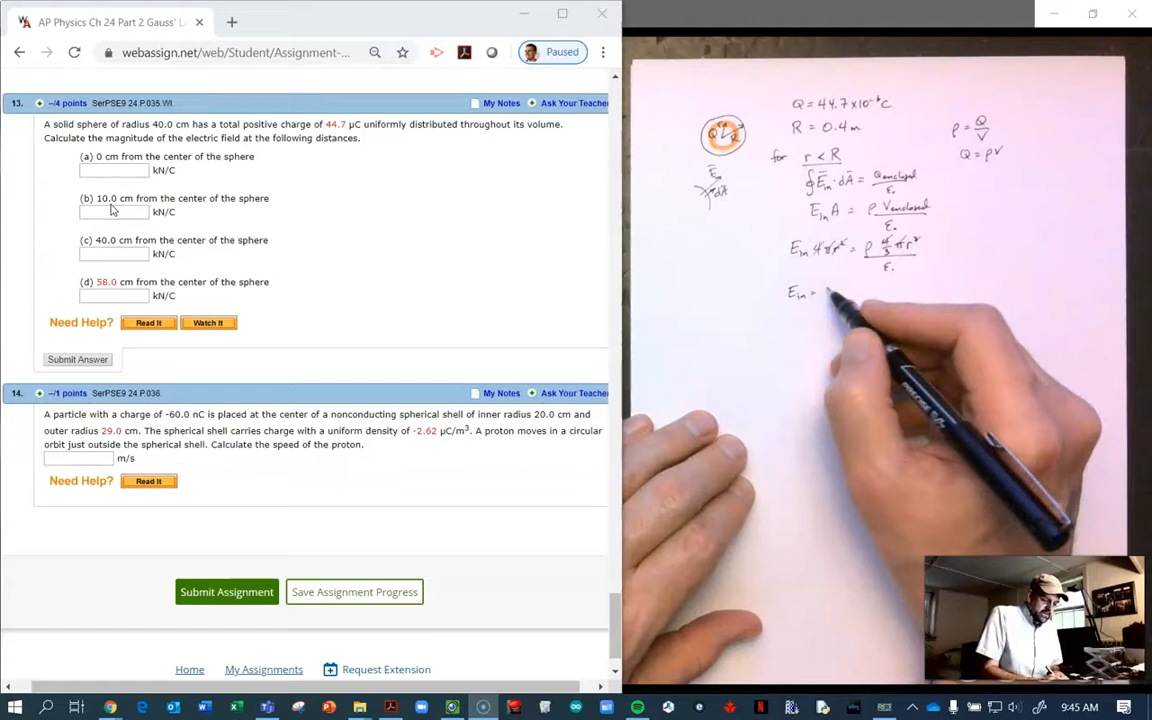 AP Physics Ch 24 Part 2 Gauss' La
webassign.net/web/Student/Assignment-...
Paused
13.
–/4 points
SerPSE9 24.P.035.WI.
My Notes
Ask Your Teacher
A solid sphere of radius 40.0 cm has a total positive charge of 44.7 µC uniformly distributed throughout its volume.
Calculate the magnitude of the electric field at the following distances.
(a) 0 cm from the center of the sphere
kN/C
(b) 10.0 cm from the center of the sphere
kN/C
(c) 40.0 cm from the center of the sphere
kN/C
(d) 58.0 cm from the center of the sphere
kN/C
Need Help? Read It Watch It
Submit Answer
14.
–/1 points
SerPSE9 24.P.036.
My Notes
Ask Your Teacher
A particle with a charge of -60.0 nC is placed at the center of a nonconducting spherical shell of inner radius 20.0 cm and
outer radius 29.0 cm. The spherical shell carries charge with a uniform density of -2.62 µC/m³. A proton moves in a circular
orbit just outside the spherical shell. Calculate the speed of the proton.
m/s
Need Help? Read It
Submit Assignment Save Assignment Progress
Home My Assignments Request Extension
9:45 AM
Q = 44.7 x10⁻⁶ C
R = 0.4 m
ρ = Q/V
Q = ρV
for r < R
∮ E⃗in · dA⃗ = Qenclosed/ε₀
Ein A = ρ Venclosed/ε₀
Ein 4πr² = ρ 4/3 πr³/ε₀
Ein =
R
E⃗
dA⃗